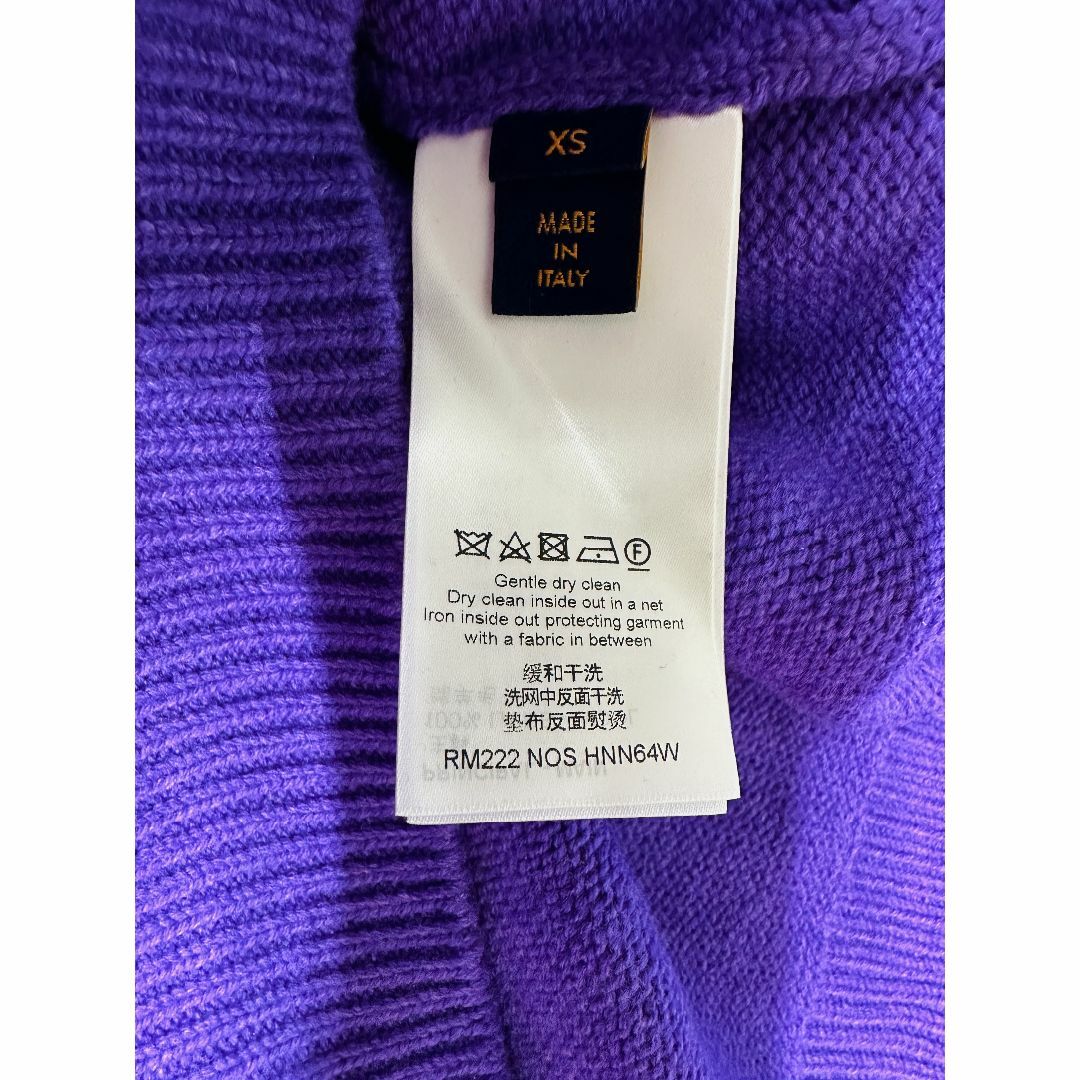 XS
MADE
IN
ITALY
F
Gentle dry clean
Dry clean inside out in a net
Iron inside out protecting garment
with a fabric in between
缓和干洗
洗网中反面干洗
垫布反面熨烫
RM222 NOS HNN64W